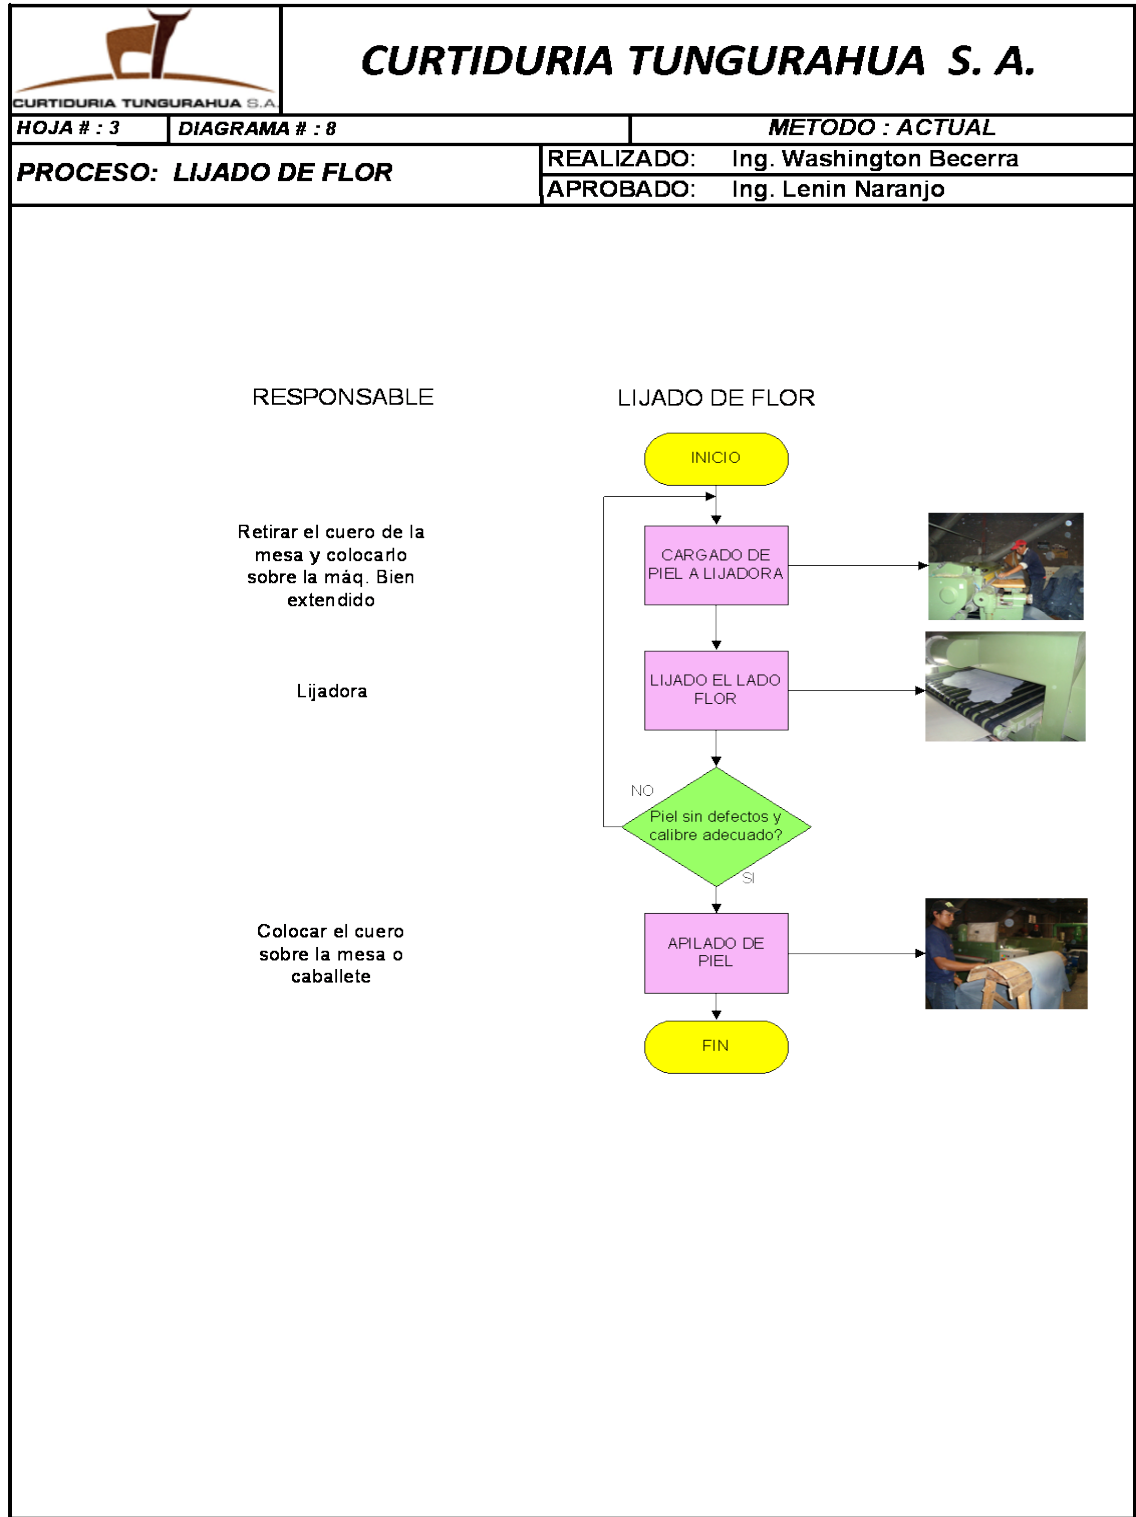 CURTIDURIA TUNGURAHUA S.A.
CURTIDURIA TUNGURAHUA S. A.
HOJA # : 3
DIAGRAMA # : 8
METODO : ACTUAL
PROCESO: LIJADO DE FLOR
REALIZADO: Ing. Washington Becerra
APROBADO: Ing. Lenin Naranjo
RESPONSABLE
LIJADO DE FLOR
INICIO
Retirar el cuero de la
mesa y colocarlo
sobre la máq. Bien
extendido
CARGADO DE
PIEL A LIJADORA
Lijadora
LIJADO EL LADO
FLOR
NO
Piel sin defectos y
calibre adecuado?
SI
Colocar el cuero
sobre la mesa o
caballete
APILADO DE
PIEL
FIN